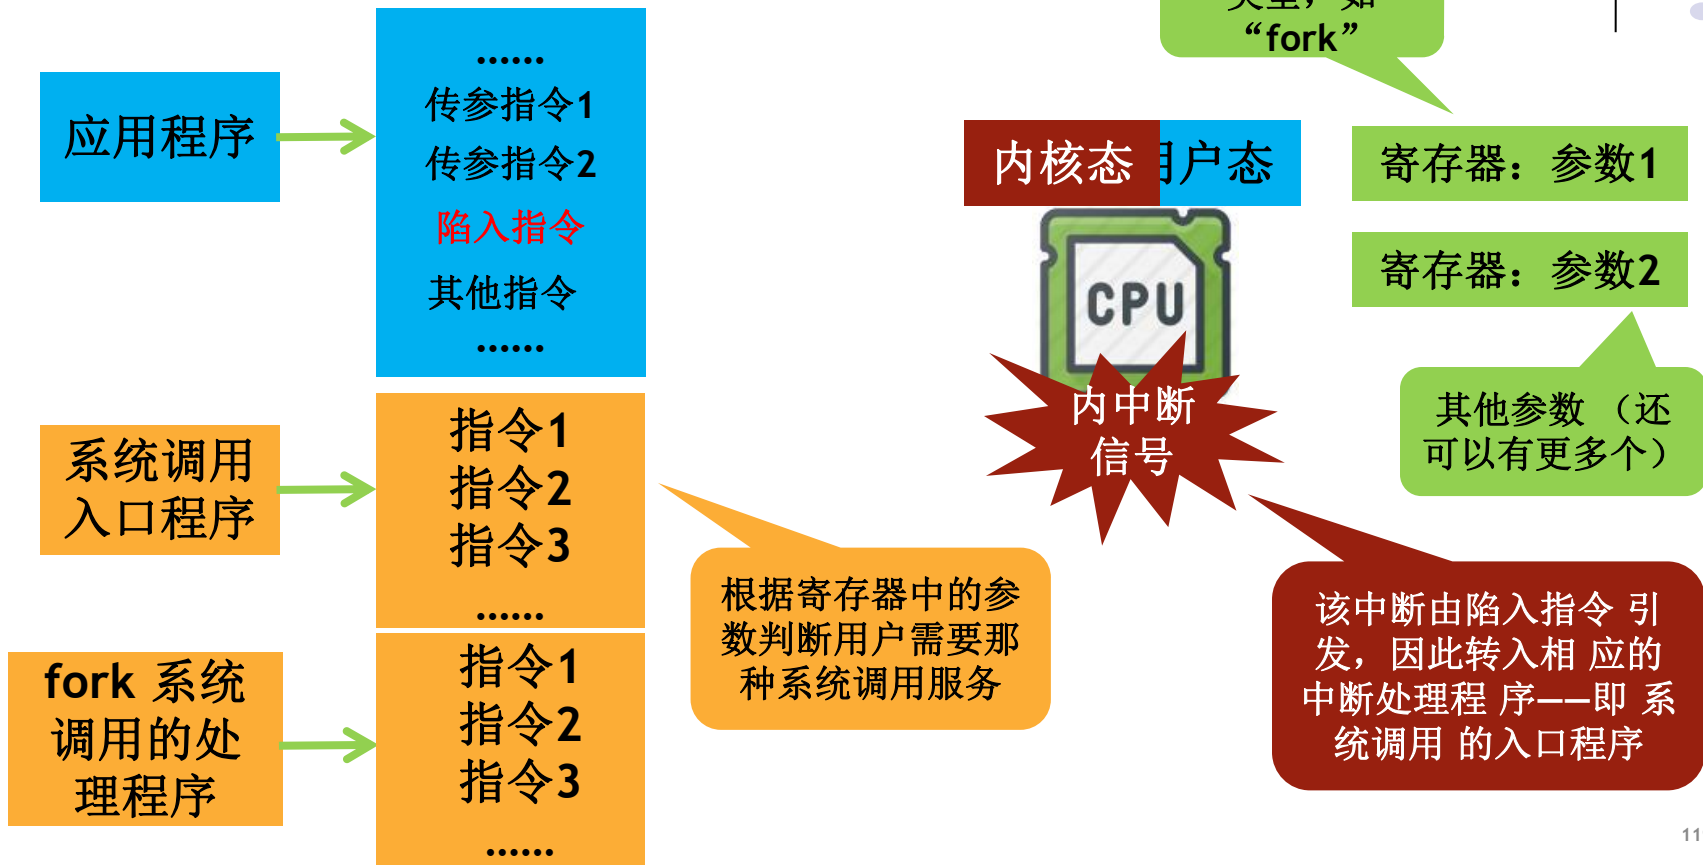 “fork”
应用程序
......
传参指令1
传参指令2
陷入指令
其他指令
......
内核态
户态
寄存器：参数1
寄存器：参数2
CPU
内中断
信号
其他参数 （还
可以有更多个）
系统调用
入口程序
指令1
指令2
指令3
......
根据寄存器中的参
数判断用户需要那
种系统调用服务
该中断由陷入指令 引
发，因此转入相 应的
中断处理程 序——即 系
统调用 的入口程序
fork 系统
调用的处
理程序
指令1
指令2
指令3
......
11